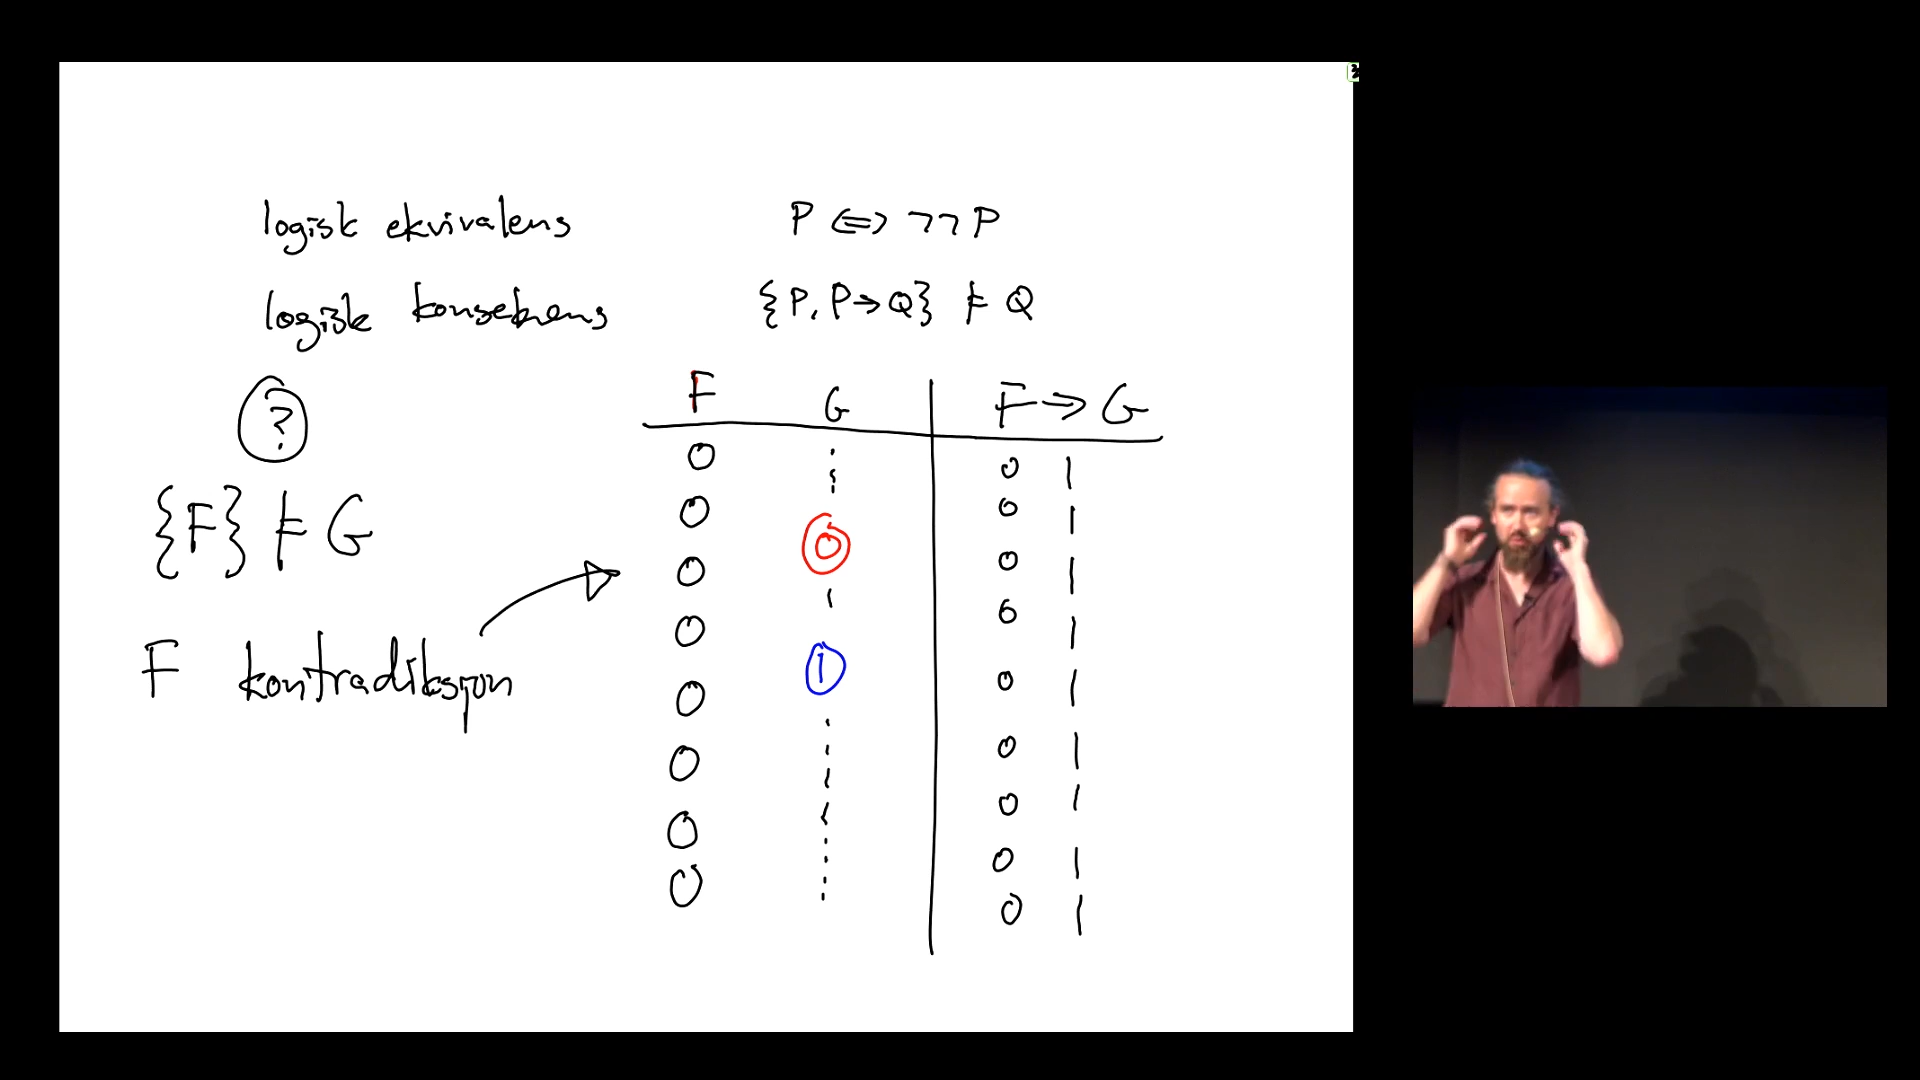 logisk ekvivalens P ⇔ ¬¬P
logisk konsekvens {P, P→Q} ⊨ Q
?
{F} ⊨ G
F kontradiksjon
F G F → G
0 0 1
0 0 1
0 0 0 1
0 1 0 1
0 1 0 1
0 0 1
0 0 1
0 0 1
0 1